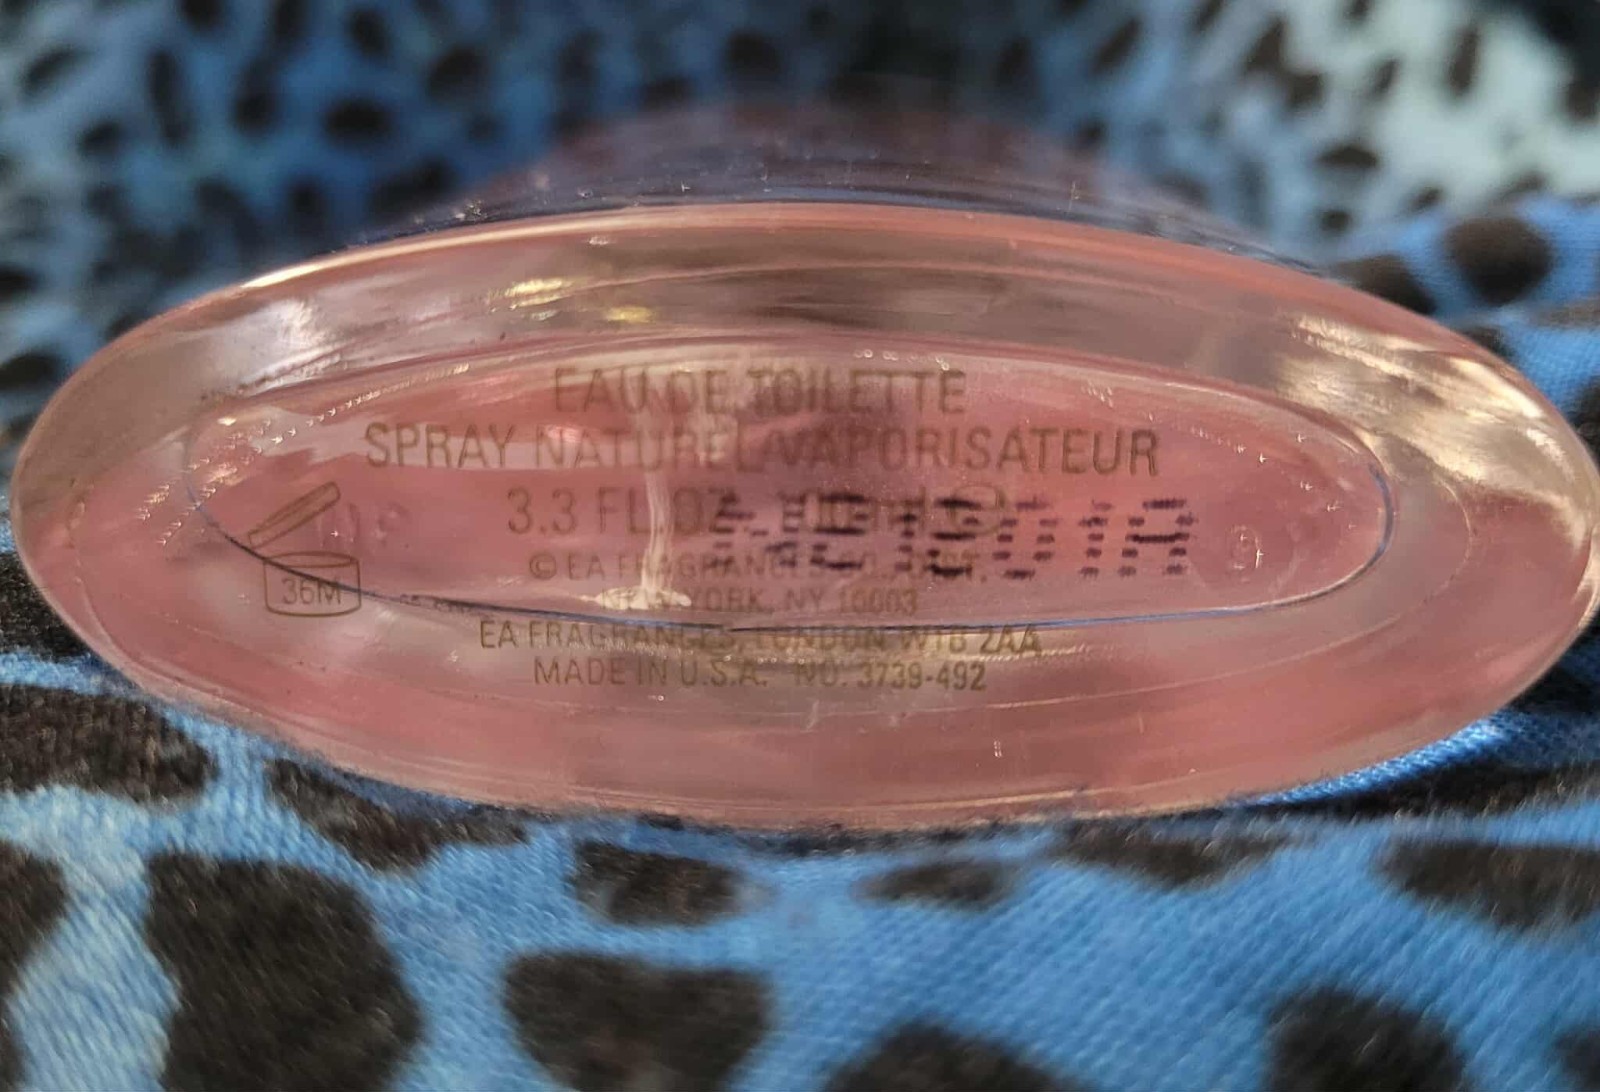 EAU DE TOILETTE
SPRAY NATUREL/VAPORISATEUR
3.3 FL.OZ.
© EA FRAGRANCES CO.
NEW YORK, NY 10003
EA FRAGRANCES, LONDON W1B 2AA
MADE IN U.S.A. NO. 3739-492
36M